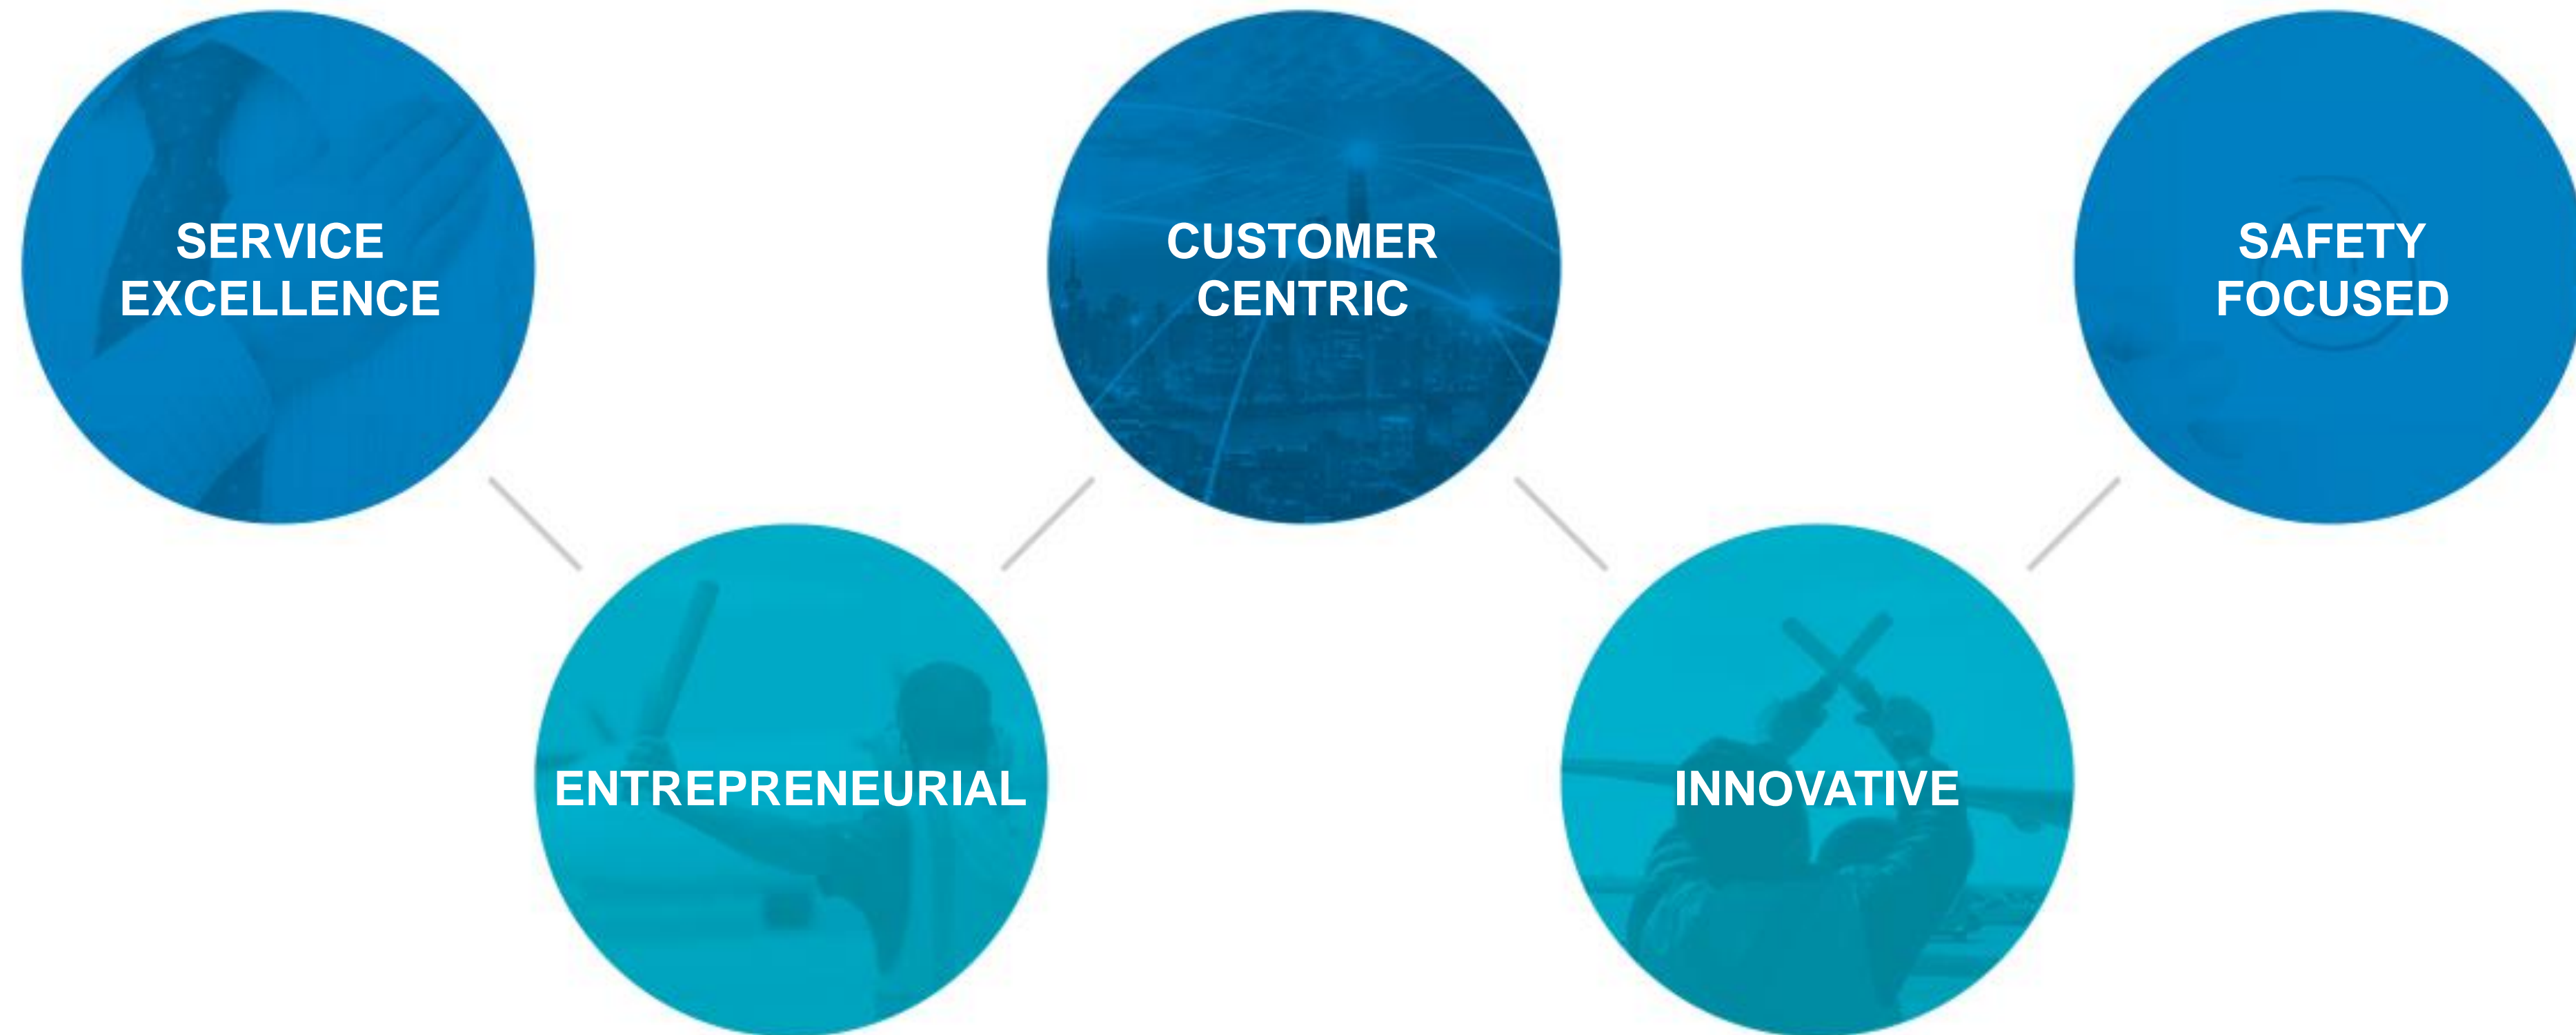 SERVICE
EXCELLENCE
CUSTOMER
CENTRIC
SAFETY
FOCUSED
ENTREPRENEURIAL
INNOVATIVE